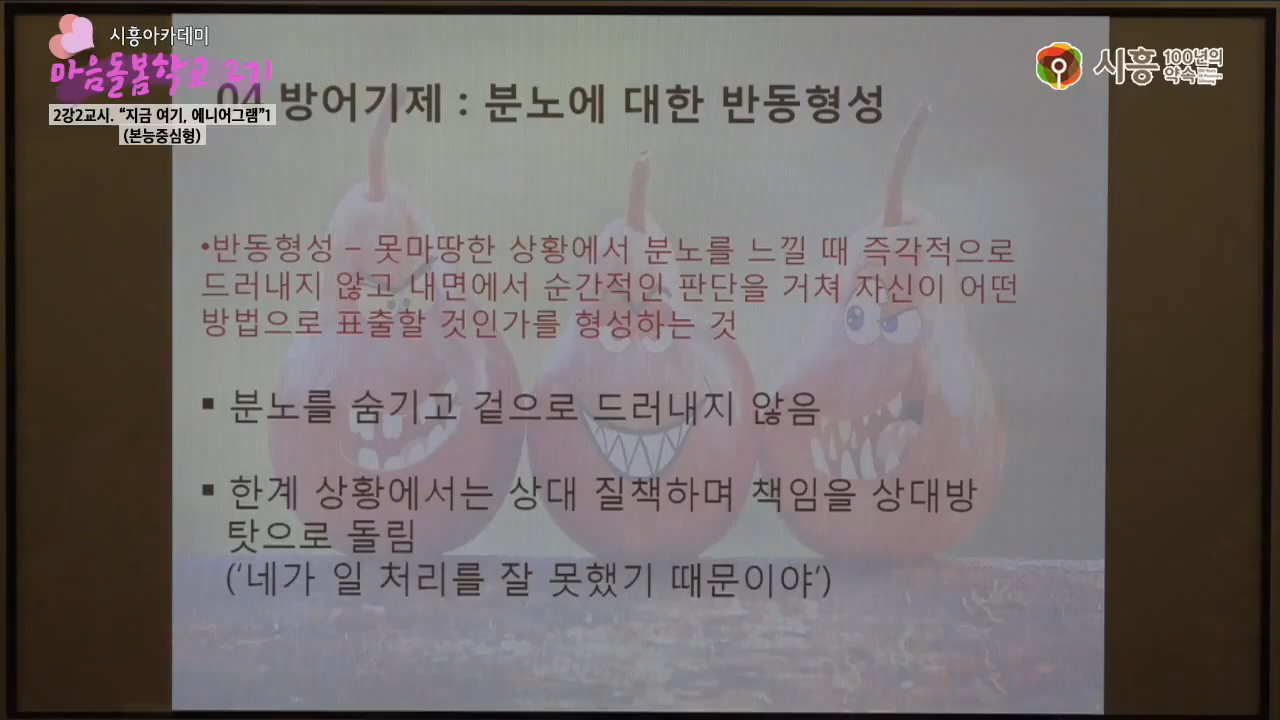 시흥아카데미
마음돌봄학교 2기
2강2교시. “지금 여기, 에니어그램”1
(본능중심형)
시흥 100년의
약속
04 방어기제 : 분노에 대한 반동형성
•반동형성 – 못마땅한 상황에서 분노를 느낄 때 즉각적으로
드러내지 않고 내면에서 순간적인 판단을 거쳐 자신이 어떤
방법으로 표출할 것인가를 형성하는 것
▪ 분노를 숨기고 겉으로 드러내지 않음
▪ 한계 상황에서는 상대 질책하며 책임을 상대방
탓으로 돌림
(‘네가 일 처리를 잘 못했기 때문이야’)